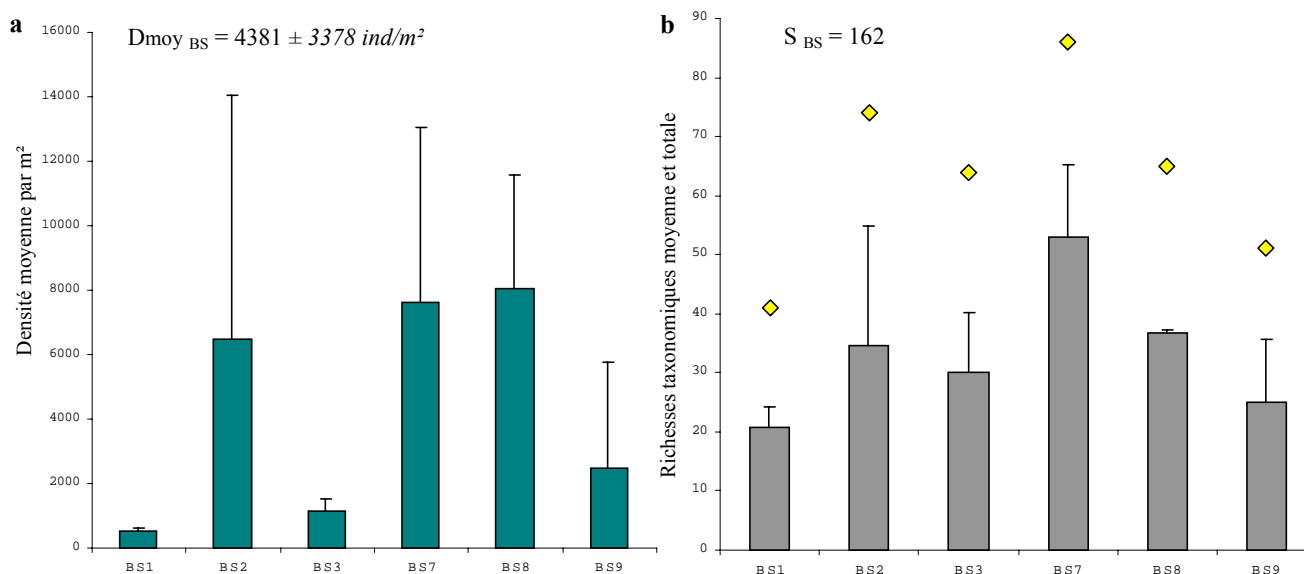 a
Dmoy BS = 4381 ± 3378 ind/m²
Densité moyenne par m²
16000
14000
12000
10000
8000
6000
4000
2000
0
BS1 BS2 BS3 BS7 BS8 BS9
b
S BS = 162
Richesses taxonomiques moyenne et totale
90
80
70
60
50
40
30
20
10
0
BS1 BS2 BS3 BS7 BS8 BS9